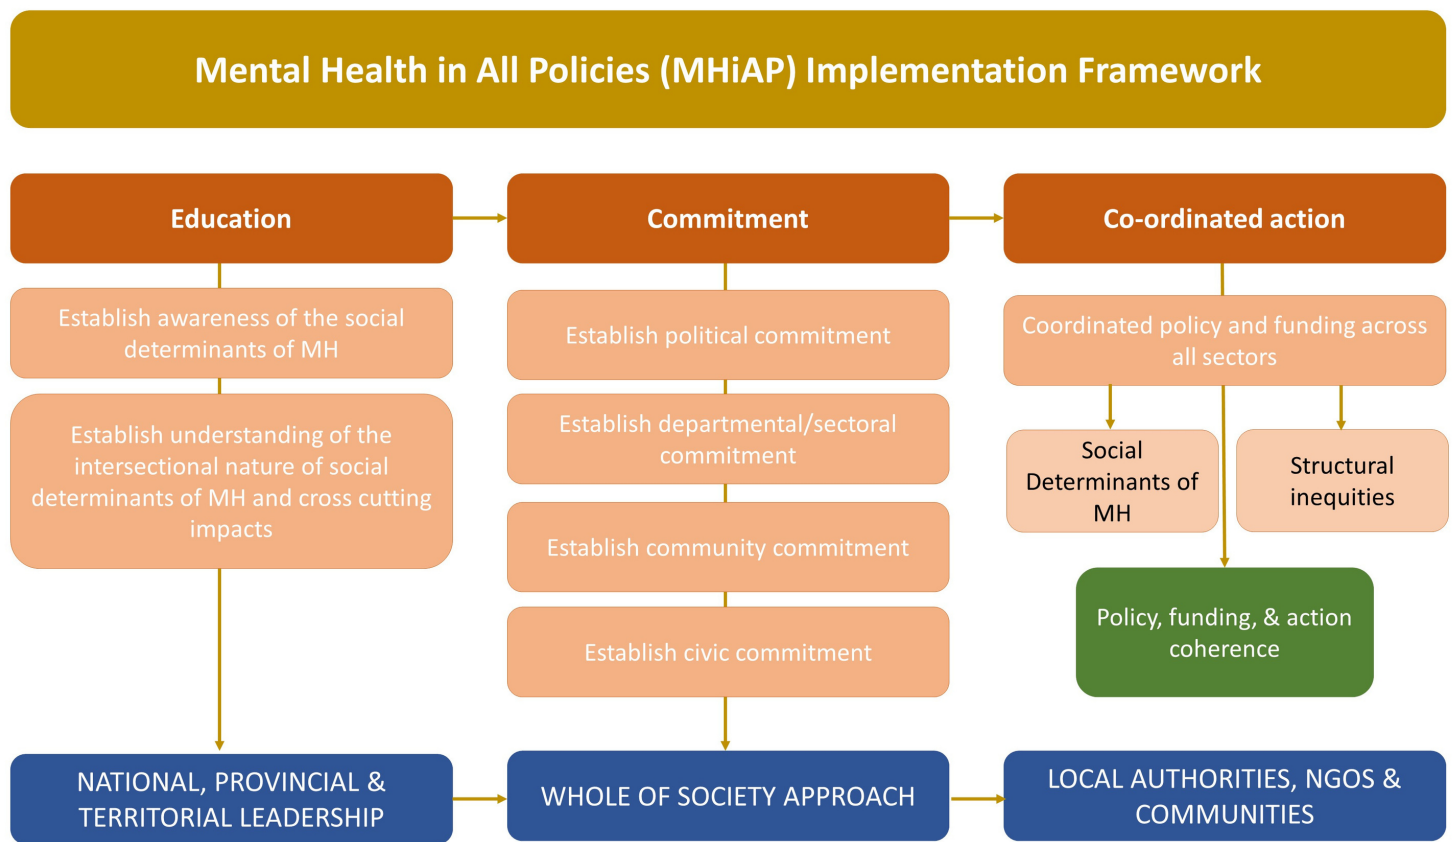 Mental Health in All Policies (MHiAP) Implementation Framework
Education
Commitment
Co-ordinated action
Establish awareness of the social
determinants of MH
Establish understanding of the
intersectional nature of social
determinants of MH and cross cutting
impacts
Establish political commitment
Establish departmental/sectoral
commitment
Establish community commitment
Establish civic commitment
Coordinated policy and funding across
all sectors
Social
Determinants of
MH
Structural
inequities
Policy, funding, & action
coherence
NATIONAL, PROVINCIAL &
TERRITORIAL LEADERSHIP
WHOLE OF SOCIETY APPROACH
LOCAL AUTHORITIES, NGOS &
COMMUNITIES